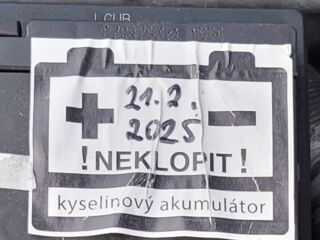 21.2.
2025
!NEKLOPIT!
kyselinový akumulátor